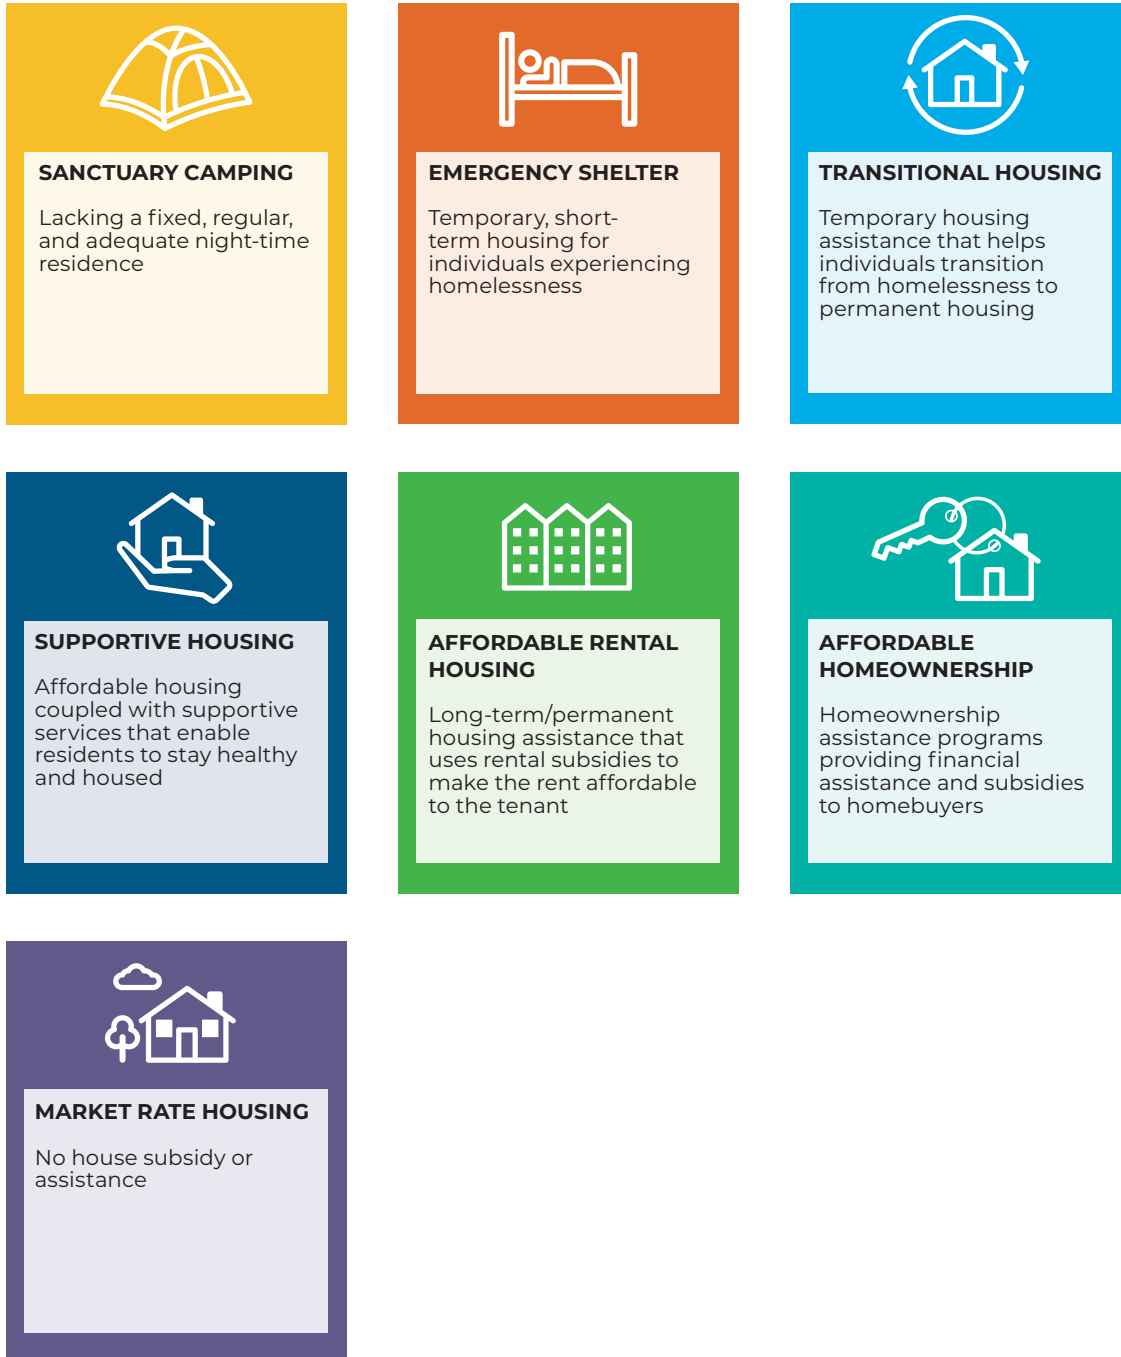 SANCTUARY CAMPING
Lacking a fixed, regular,
and adequate night-time
residence
EMERGENCY SHELTER
Temporary, short-
term housing for
individuals experiencing
homelessness
TRANSITIONAL HOUSING
Temporary housing
assistance that helps
individuals transition
from homelessness to
permanent housing
SUPPORTIVE HOUSING
Affordable housing
coupled with supportive
services that enable
residents to stay healthy
and housed
AFFORDABLE RENTAL
HOUSING
Long-term/permanent
housing assistance that
uses rental subsidies to
make the rent affordable
to the tenant
AFFORDABLE
HOMEOWNERSHIP
Homeownership
assistance programs
providing financial
assistance and subsidies
to homebuyers
MARKET RATE HOUSING
No house subsidy or
assistance